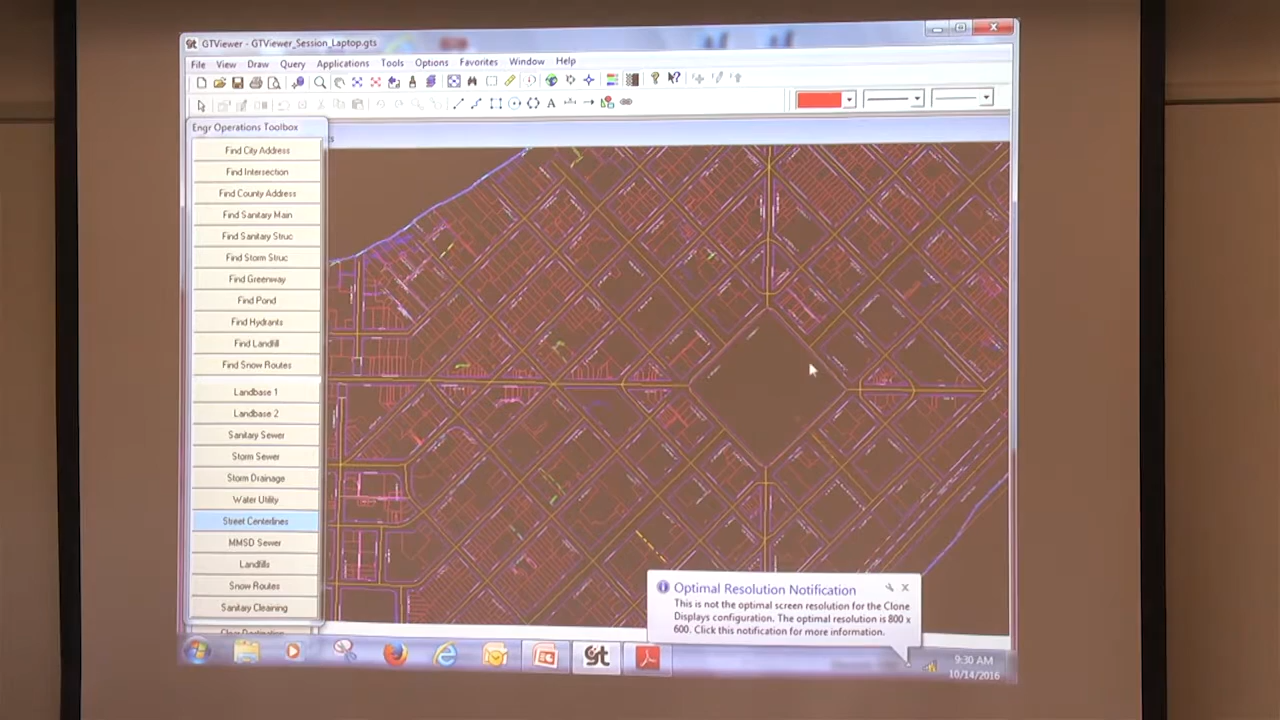 GTViewer - GTViewer_Session_Laptop.gts
File View Draw Query Applications Tools Options Favorites Window Help
Engr Operations Toolbox
Find City Address
Find Intersection
Find County Address
Find Sanitary Main
Find Sanitary Struc
Find Storm Struc
Find Greenway
Find Pond
Find Hydrants
Find Landfill
Find Snow Routes
Landbase 1
Landbase 2
Sanitary Sewer
Storm Sewer
Storm Drainage
Water Utility
Street Centerlines
MMSD Sewer
Landfills
Snow Routes
Sanitary Cleaning
Optimal Resolution Notification
This is not the optimal screen resolution for the Clone
Displays configuration. The optimal resolution is 800 x
600. Click this notification for more information.
gt
9:30 AM
10/14/2016